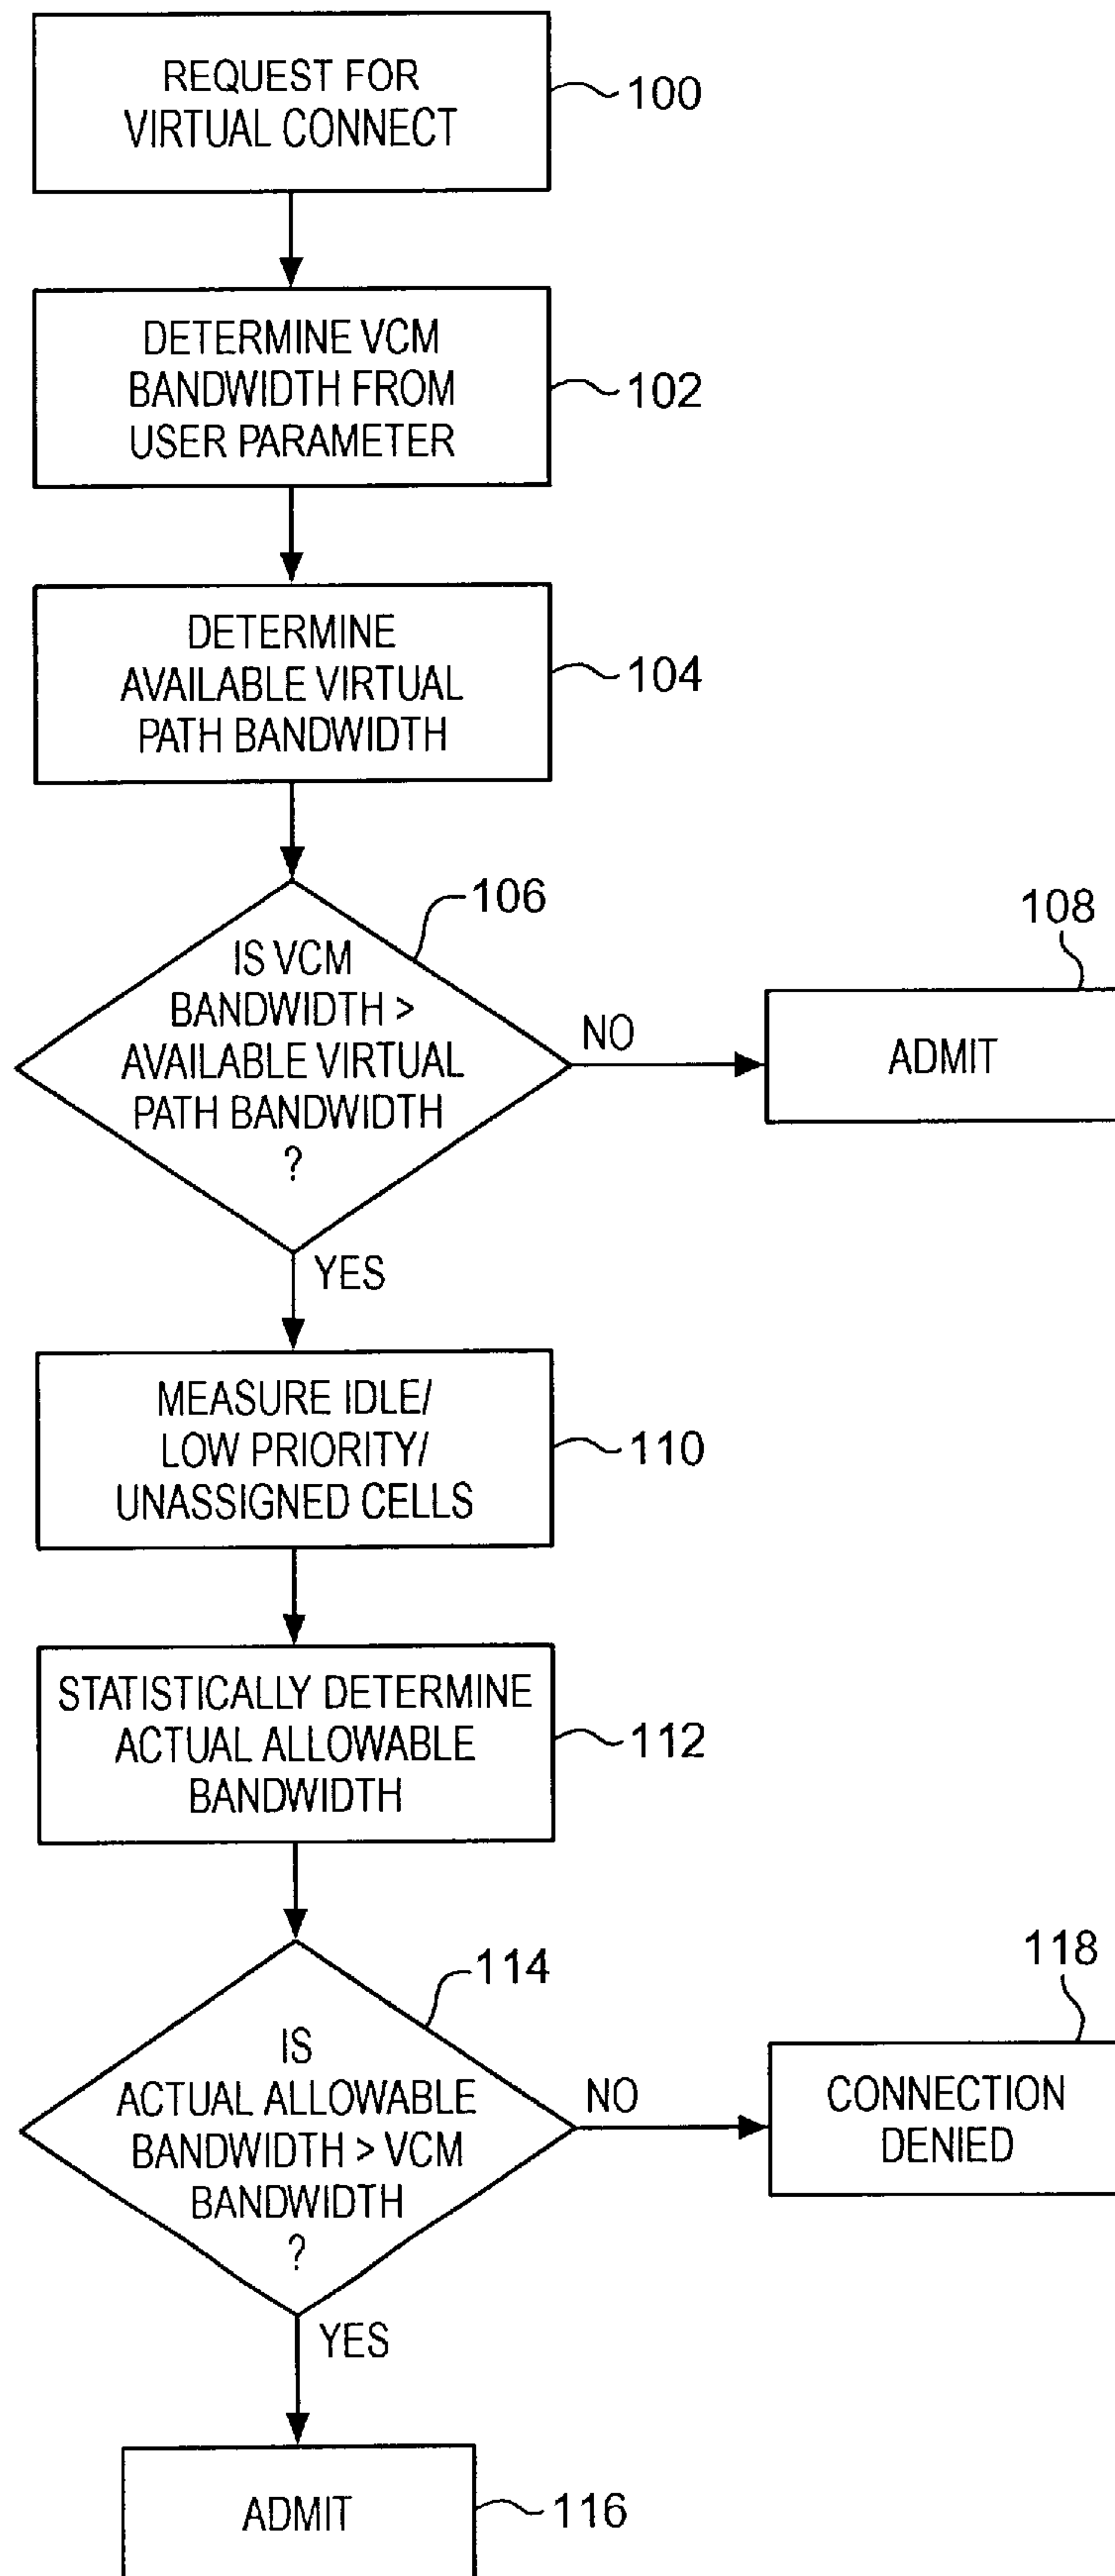 REQUEST FOR
VIRTUAL CONNECT
100
DETERMINE VCM
BANDWIDTH FROM
USER PARAMETER
102
DETERMINE
AVAILABLE VIRTUAL
PATH BANDWIDTH
104
106
IS VCM
BANDWIDTH >
AVAILABLE VIRTUAL
PATH BANDWIDTH
?
NO
108
ADMIT
YES
MEASURE IDLE/
LOW PRIORITY/
UNASSIGNED CELLS
110
STATISTICALLY DETERMINE
ACTUAL ALLOWABLE
BANDWIDTH
112
114
IS
ACTUAL ALLOWABLE
BANDWIDTH > VCM
BANDWIDTH
?
NO
118
CONNECTION
DENIED
YES
ADMIT
116